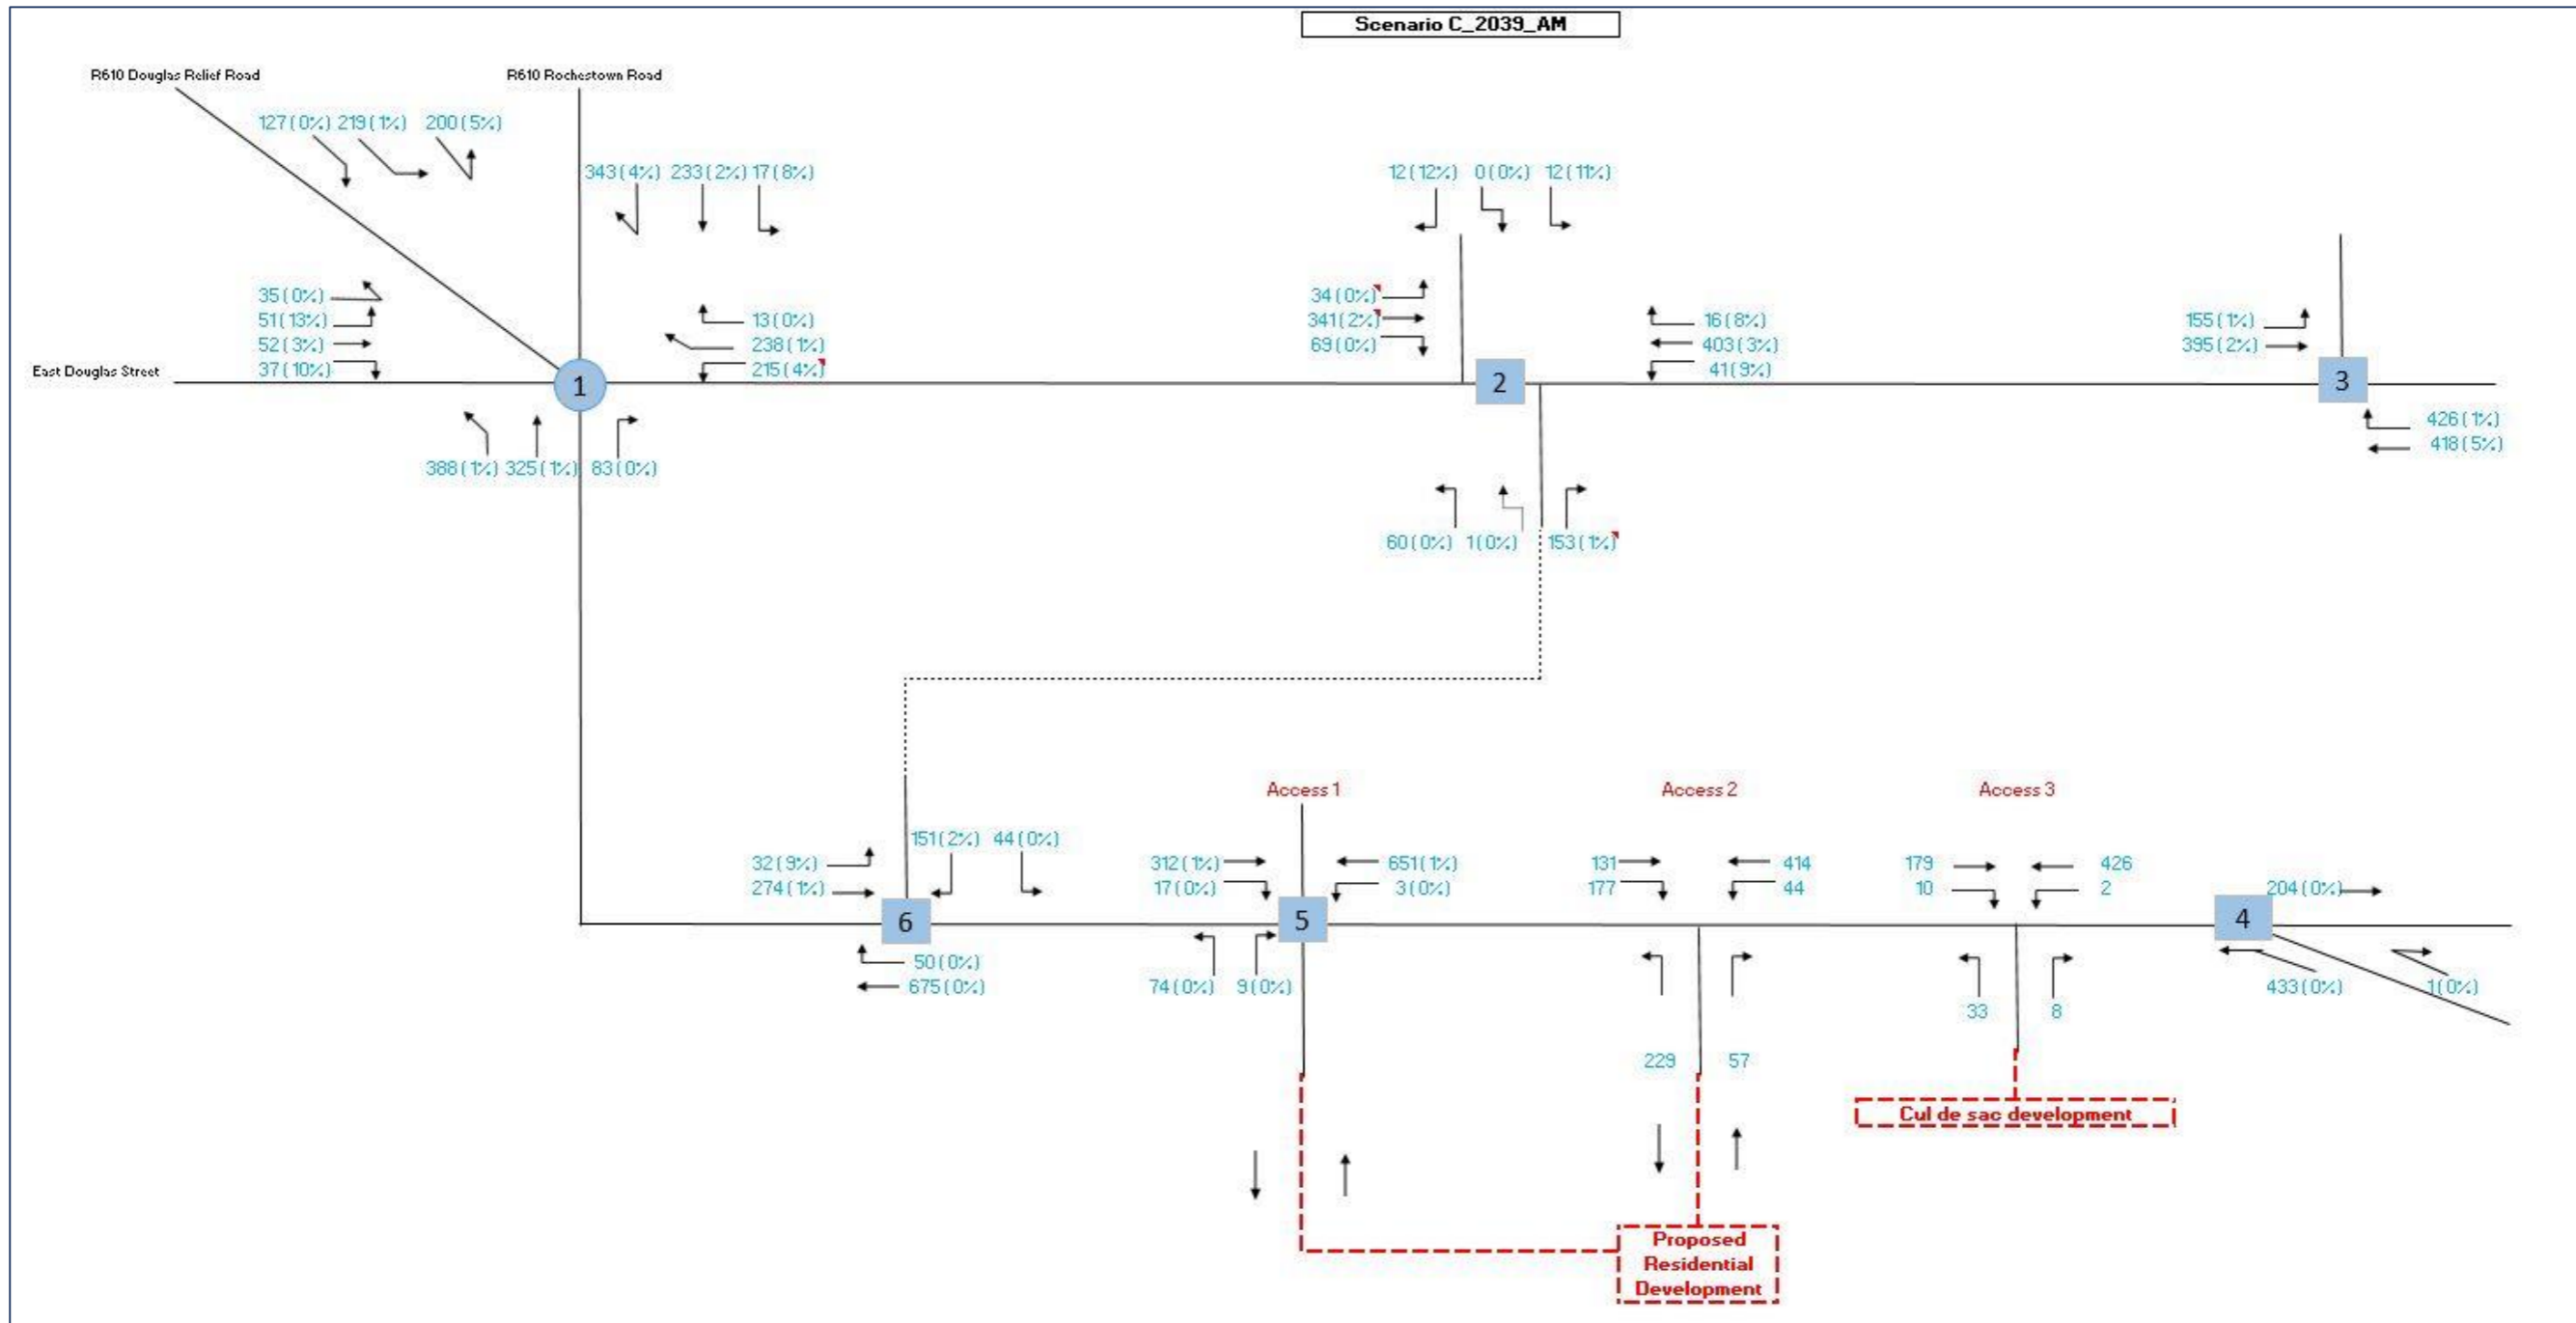 Scenario C_2039_AM
R610 Douglas Relief Road
R610 Rochestown Road
127(0%) 219(1%) 200(5%)
343(4%) 233(2%) 17(8%)
12(12%) 0(0%) 12(11%)
35(0%)
51(13%)
52(3%)
37(10%)
East Douglas Street
13(0%)
238(1%)
215(4%)
1
388(1%) 325(1%) 83(0%)
34(0%)
341(2%)
69(0%)
16(8%)
403(3%)
41(9%)
2
60(0%) 1(0%) 153(1%)
155(1%)
395(2%)
3
426(1%)
418(5%)
Access 1
Access 2
Access 3
151(2%) 44(0%)
32(9%)
274(1%)
6
50(0%)
675(0%)
312(1%)
17(0%)
651(1%)
3(0%)
5
74(0%) 9(0%)
131
177
414
44
229 57
179
10
426
2
33 8
204(0%)
4
433(0%) 1(0%)
Cul de sac development
Proposed
Residential
Development